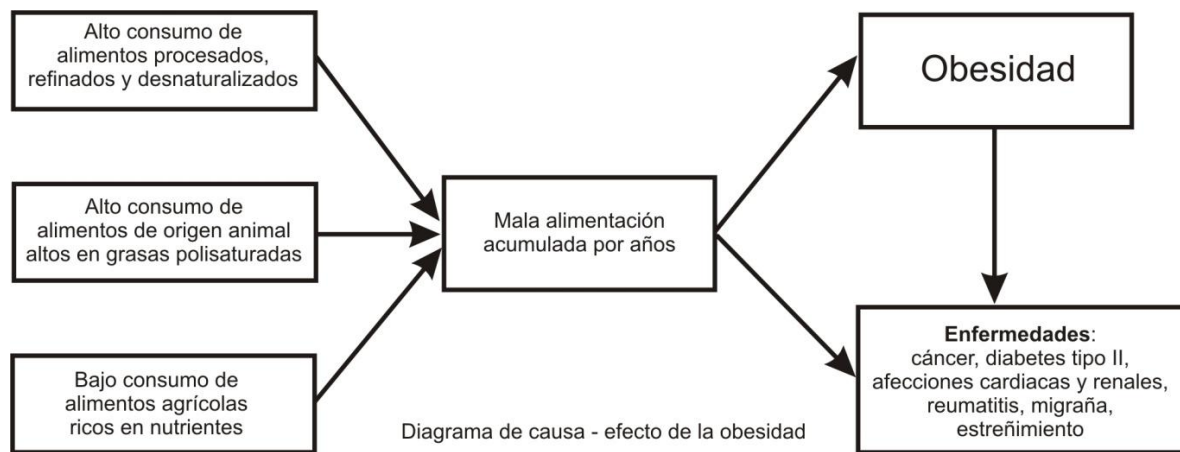 Alto consumo de
alimentos procesados,
refinados y desnaturalizados
Alto consumo de
alimentos de origen animal
altos en grasas polisaturadas
Bajo consumo de
alimentos agrícolas
ricos en nutrientes
Mala alimentación
acumulada por años
Obesidad
Enfermedades:
cáncer, diabetes tipo II,
afecciones cardiacas y renales,
reumatitis, migraña,
estreñimiento
Diagrama de causa - efecto de la obesidad